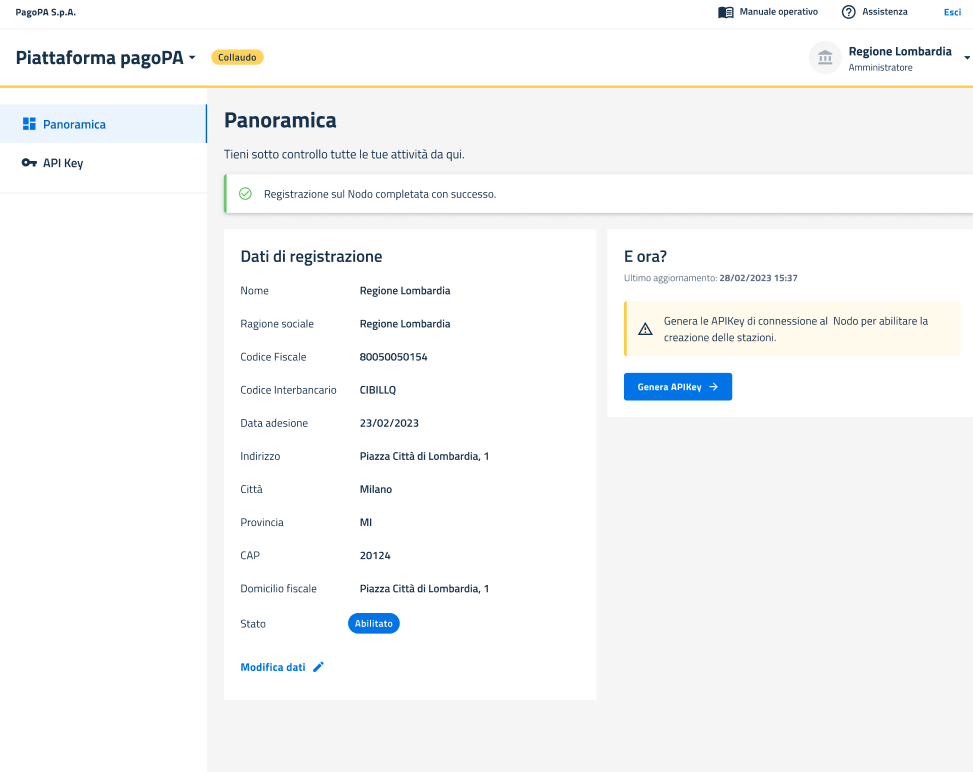 PagoPA S.p.A.
Manuale operativo
Assistenza
Esci
Piattaforma pagoPA
Collaudo
Regione Lombardia
Amministratore
Panoramica
API Key
Panoramica
Tieni sotto controllo tutte le tue attività da qui.
Registrazione sul Nodo completata con successo.
Dati di registrazione
Nome Regione Lombardia
Ragione sociale Regione Lombardia
Codice Fiscale 80050050154
Codice Interbancario CIBILLQ
Data adesione 23/02/2023
Indirizzo Piazza Città di Lombardia, 1
Città Milano
Provincia MI
CAP 20124
Domicilio fiscale Piazza Città di Lombardia, 1
Stato Abilitato
Modifica dati
E ora?
Ultimo aggiornamento: 28/02/2023 15:37
Genera le APIKey di connessione al Nodo per abilitare la
creazione delle stazioni.
Genera APIKey